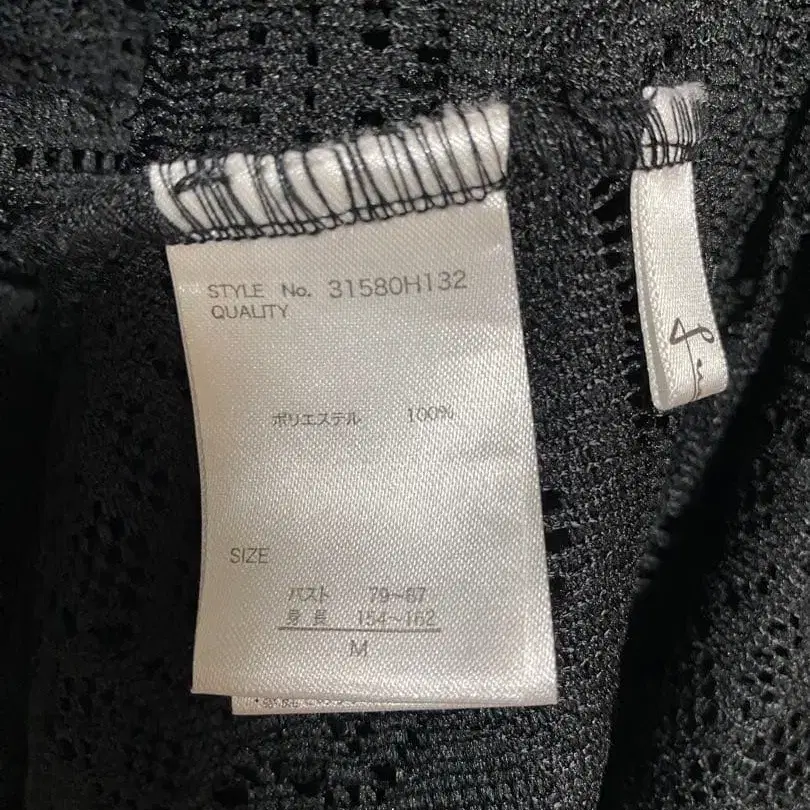 STYLE No. 31580H132
QUALITY
ポリエステル 100%
SIZE
バスト 79～87
身長 154～162
M